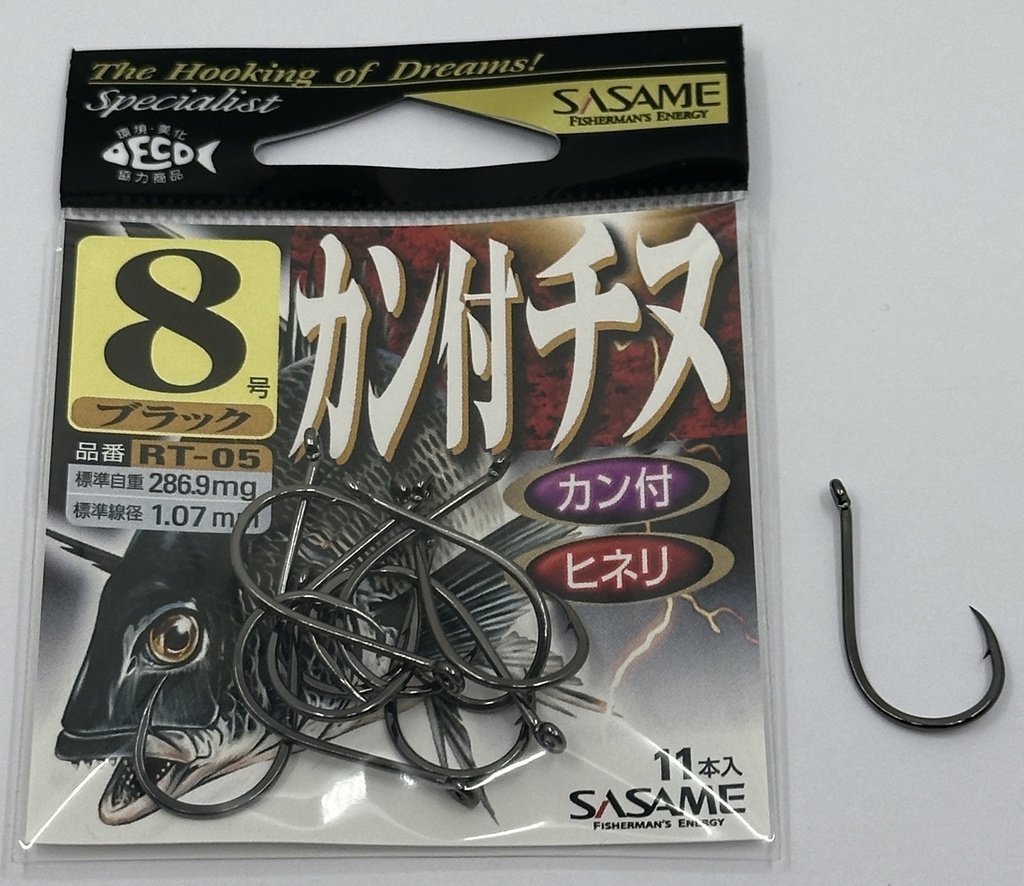 The Hooking of Dreams!
Specialist
SASAME
FISHERMAN'S ENERGY
環境・美化
ECO
協力商品
8号
ブラック
カン付チヌ
品番 RT-05
標準自重 286.9mg
標準線径 1.07mm
カン付
ヒネリ
11本入
SASAME
FISHERMAN'S ENERGY